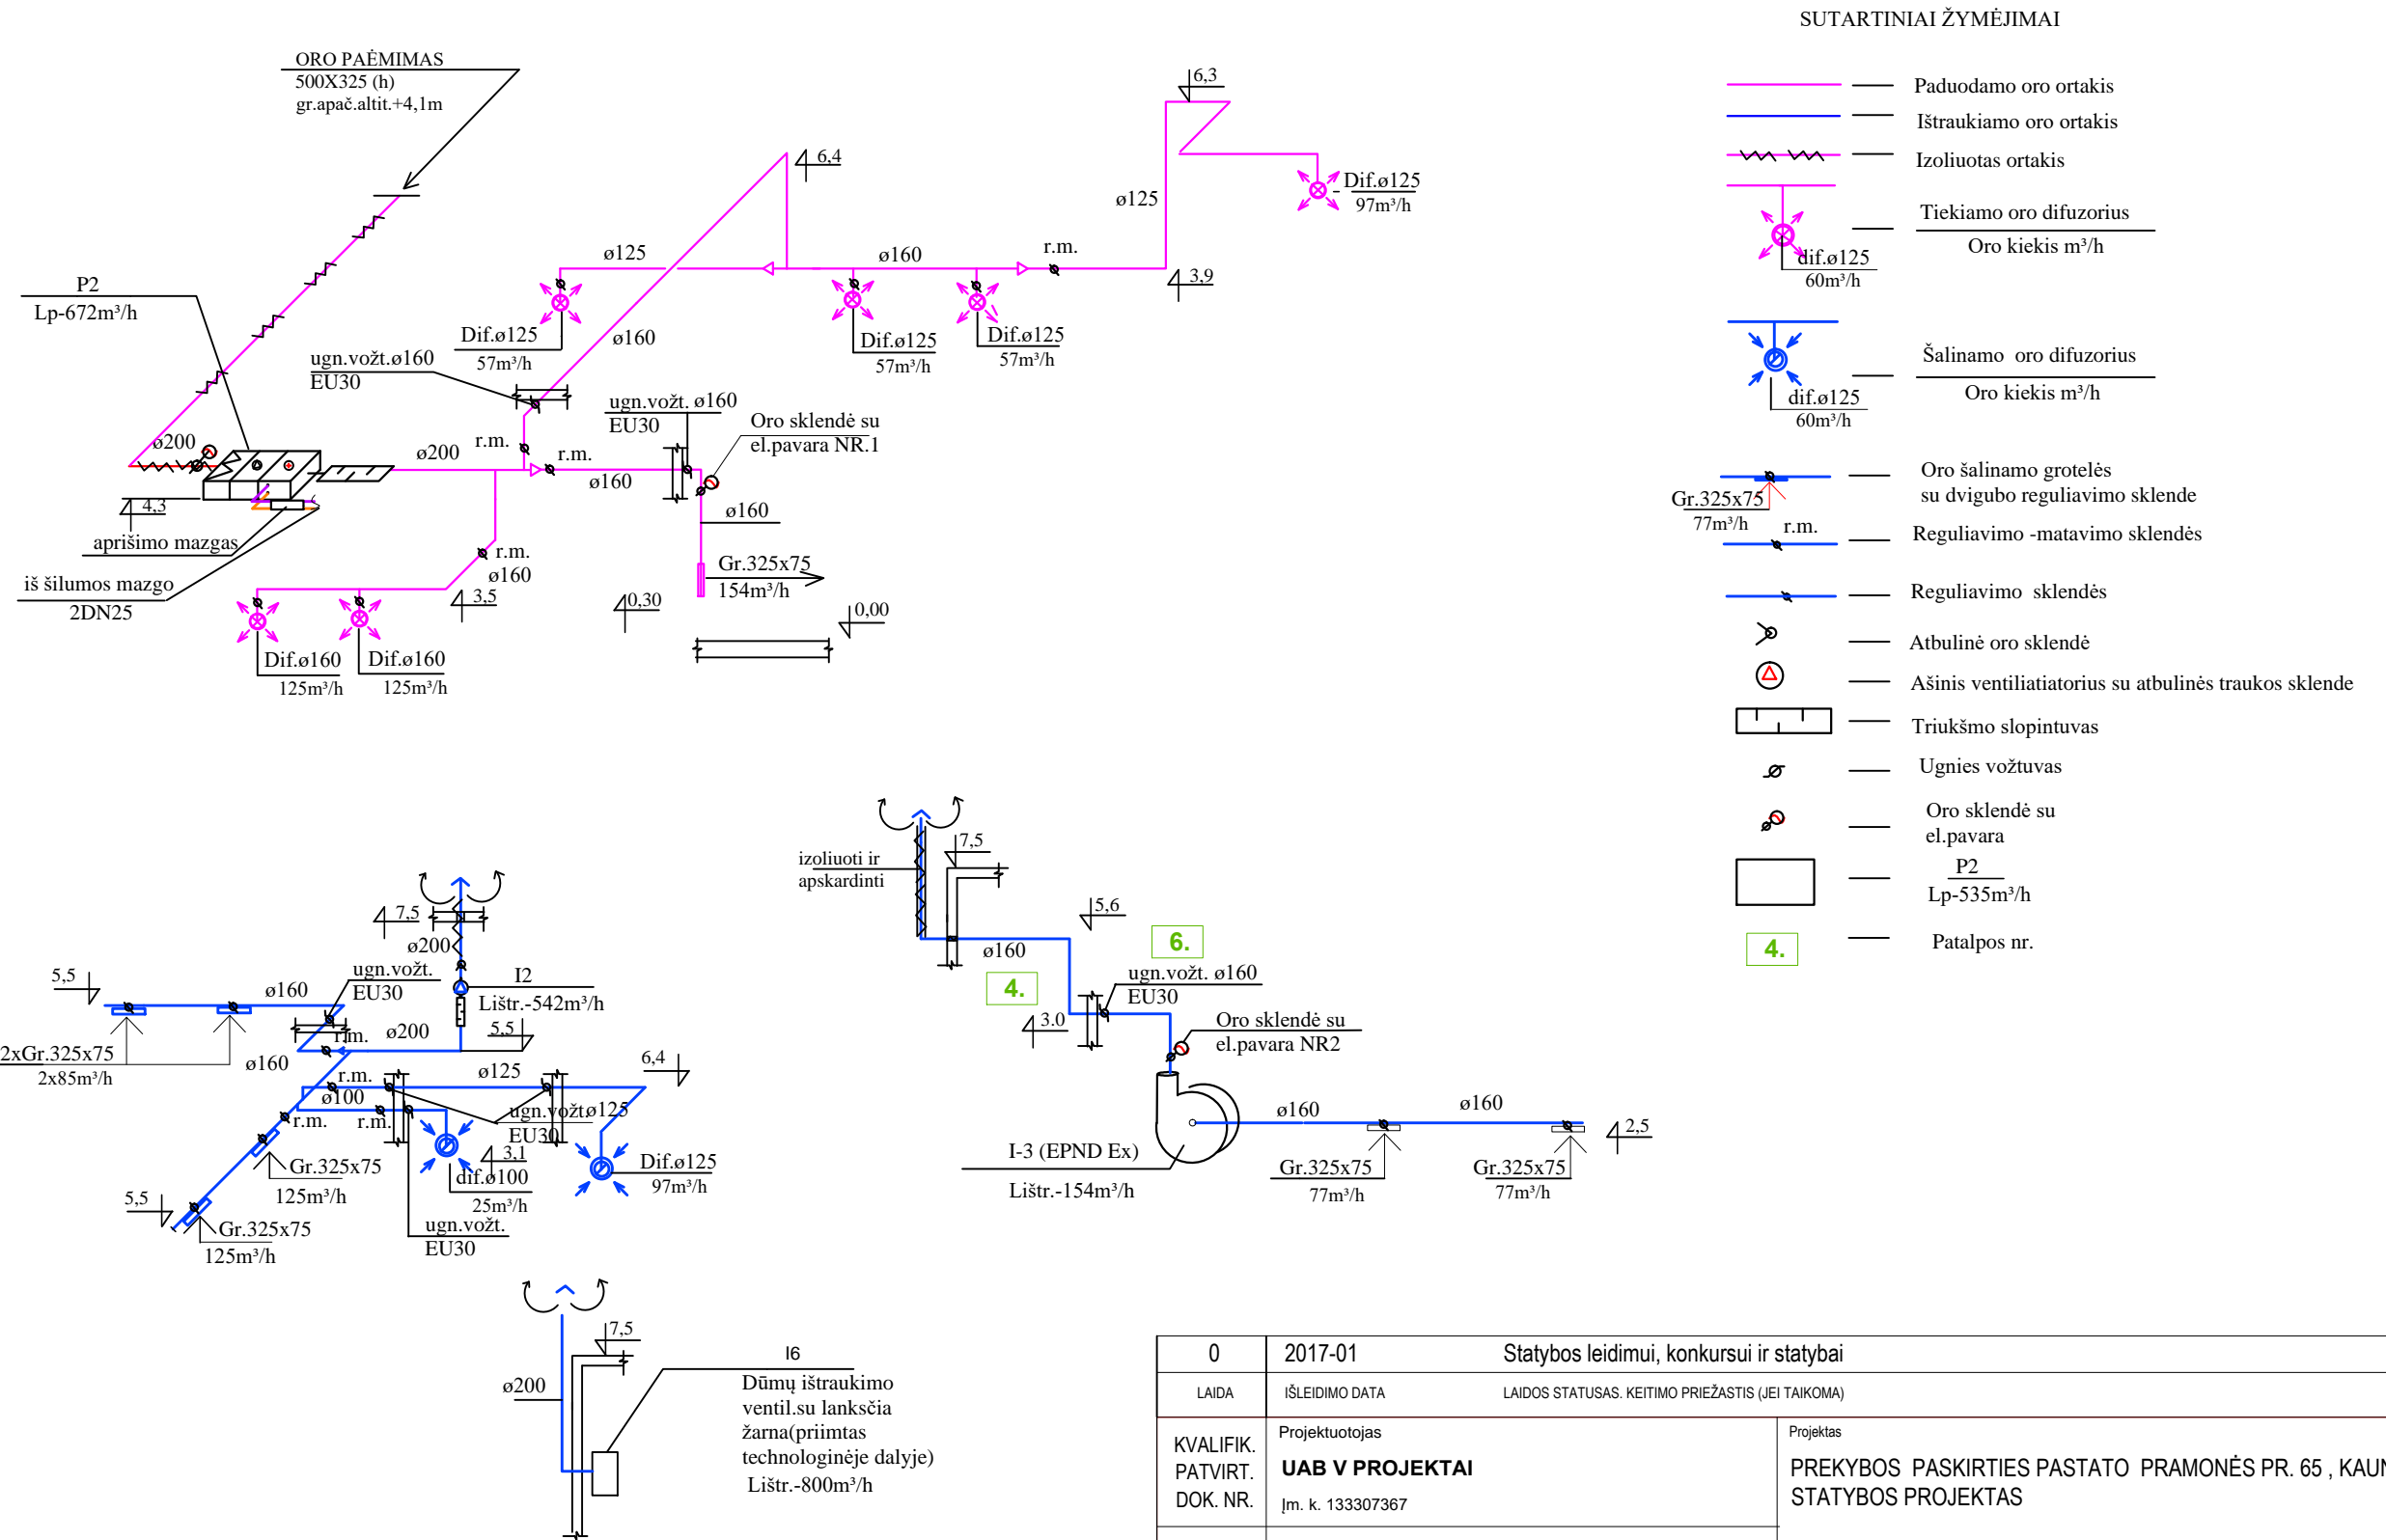 SUTARTINIAI ŽYMĖJIMAI
ORO PAĖMIMAS
500X325 (h)
gr.apač.altit.+4,1m
P2
Lp-672m³/h
ø200
4,3
aprišimo mazgas
iš šilumos mazgo
2DN25
ugn.vožt.ø160
EU30
ø200
r.m.
r.m.
ø160
ø125
Dif.ø125
57m³/h
ø160
6,4
ø160
r.m.
Dif.ø125
57m³/h
Dif.ø125
57m³/h
ø125
6,3
3,9
Dif.ø125
97m³/h
ugn.vožt. ø160
EU30
Oro sklendė su
el.pavara NR.1
ø160
Gr.325x75
154m³/h
0,30
0,00
r.m.
ø160
3,5
Dif.ø160
125m³/h
Dif.ø160
125m³/h
Paduodamo oro ortakis
Ištraukiamo oro ortakis
Izoliuotas ortakis
Tiekiamo oro difuzorius
Oro kiekis m³/h
dif.ø125
60m³/h
Šalinamo oro difuzorius
Oro kiekis m³/h
dif.ø125
60m³/h
Oro šalinamo grotelės
su dvigubo reguliavimo sklende
Gr.325x75
77m³/h
r.m.
Reguliavimo -matavimo sklendės
Reguliavimo sklendės
Atbulinė oro sklendė
Ašinis ventiliatiatorius su atbulinės traukos sklende
Triukšmo slopintuvas
Ugnies vožtuvas
Oro sklendė su
el.pavara
P2
Lp-535m³/h
4.
Patalpos nr.
7,5
ø200
5,5
ø160
ugn.vožt.
EU30
I2
Lištr.-542m³/h
5,5
r.m.
ø200
2xGr.325x75
2x85m³/h
ø160
r.m.
ø100
ø125
6,4
r.m.
r.m.
ugn.vožtø125
EU30
3,1
Gr.325x75
125m³/h
dif.ø100
25m³/h
Dif.ø125
97m³/h
5,5
Gr.325x75
125m³/h
ugn.vožt.
EU30
izoliuoti ir
apskardinti
7,5
ø160
5,6
6.
4.
ugn.vožt. ø160
EU30
3.0
Oro sklendė su
el.pavara NR2
ø160
ø160
2,5
I-3 (EPND Ex)
Lištr.-154m³/h
Gr.325x75
77m³/h
Gr.325x75
77m³/h
7,5
ø200
I6
Dūmų ištraukimo
ventil.su lanksčia
žarna(priimtas
technologinėje dalyje)
Lištr.-800m³/h
0
2017-01
Statybos leidimui, konkursui ir statybai
LAIDA
IŠLEIDIMO DATA
LAIDOS STATUSAS. KEITIMO PRIEŽASTIS (JEI TAIKOMA)
KVALIFIK.
PATVIRT.
DOK. NR.
Projektuotojas
UAB V PROJEKTAI
Įm. k. 133307367
Projektas
PREKYBOS PASKIRTIES PASTATO PRAMONĖS PR. 65 , KAUN
STATYBOS PROJEKTAS